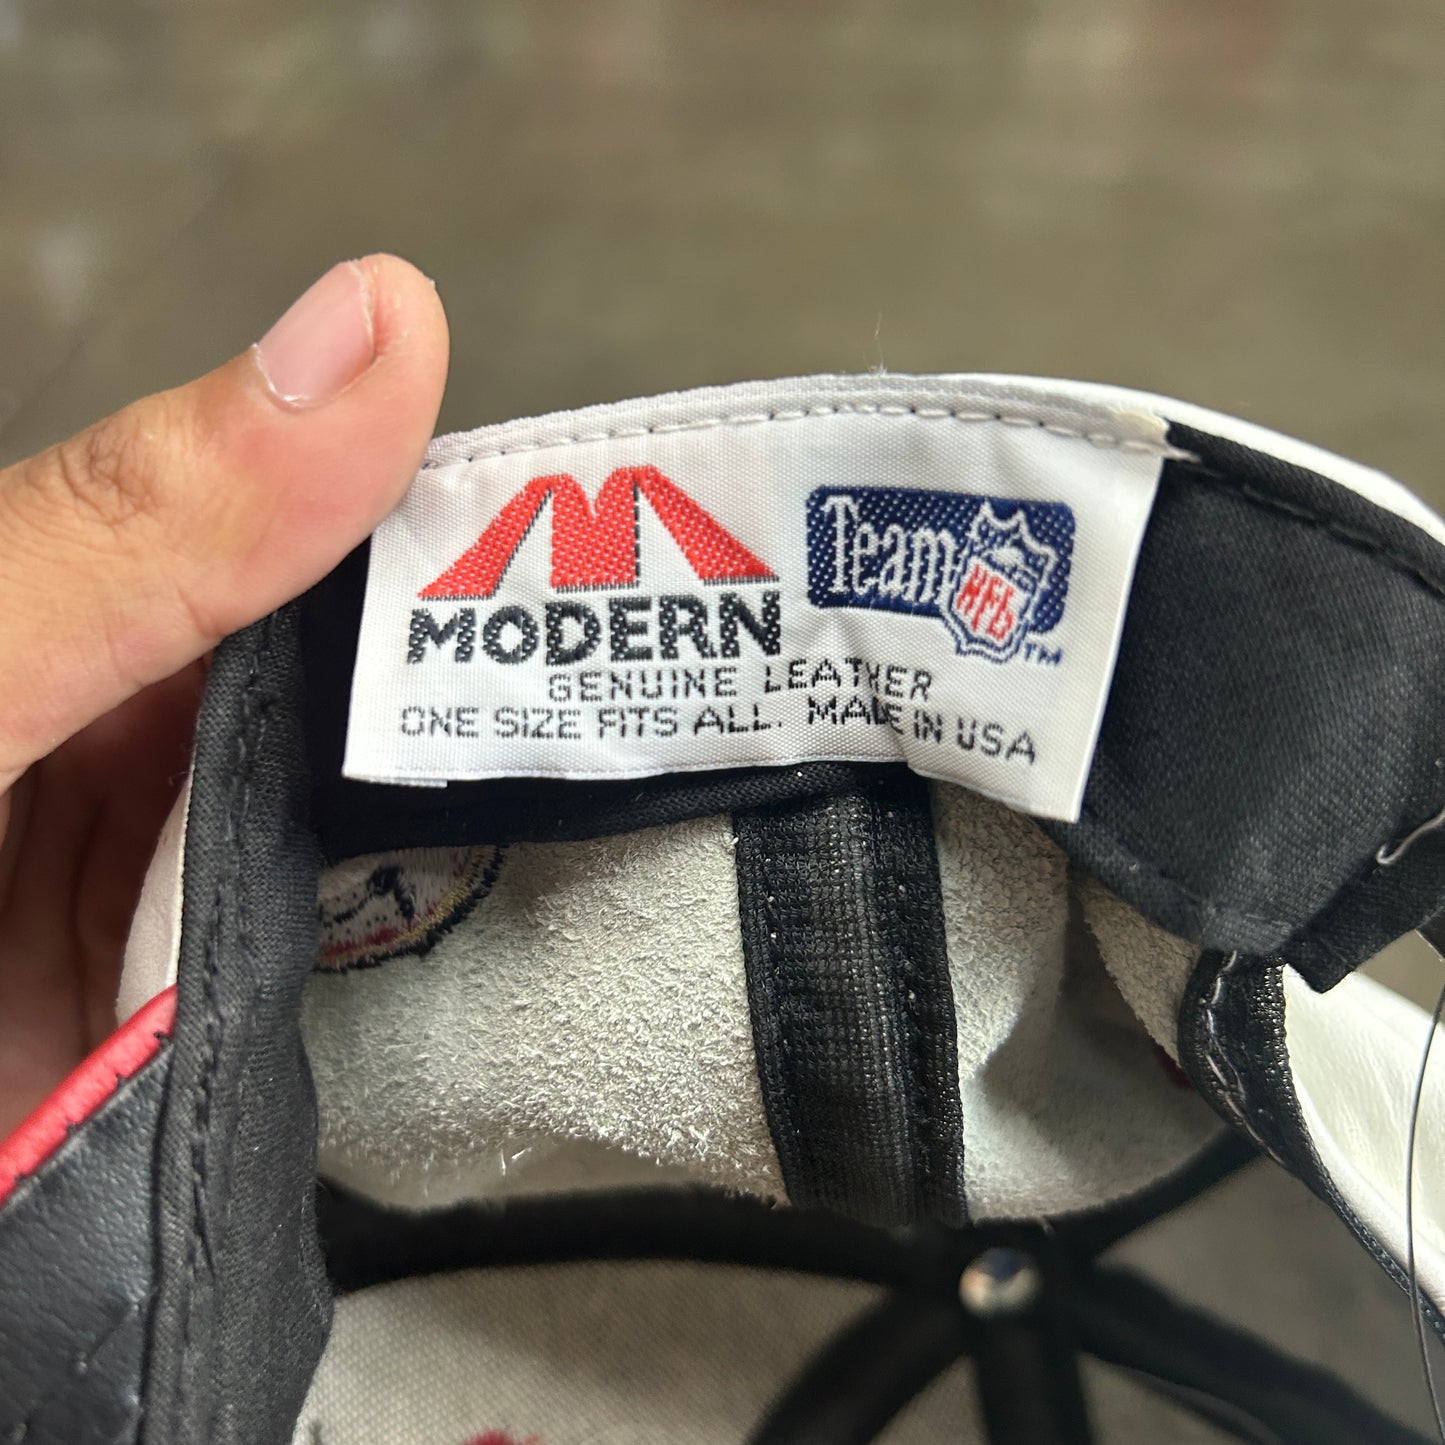 MODERN
Team NFL TM
GENUINE LEATHER
ONE SIZE FITS ALL. MADE IN USA